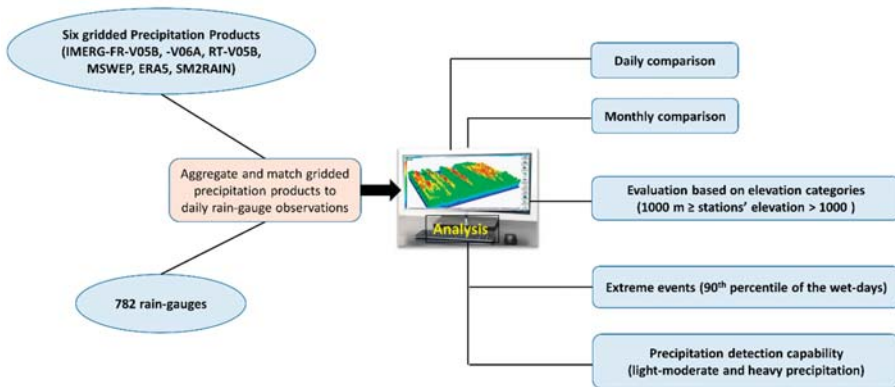 Six gridded Precipitation Products
(IMERG-FR-V05B, -V06A, RT-V05B,
MSWEP, ERA5, SM2RAIN)
Aggregate and match gridded
precipitation products to
daily rain-gauge observations
782 rain-gauges
Analysis
Daily comparison
Monthly comparison
Evaluation based on elevation categories
(1000 m ≥ stations’ elevation > 1000 )
Extreme events (90th percentile of the wet-days)
Precipitation detection capability
(light-moderate and heavy precipitation)